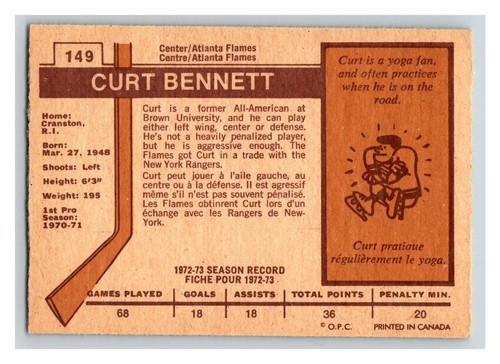 149
Center/Atlanta Flames
Centre/Atlanta Flames
CURT BENNETT
Home:
Cranston,
R.I.
Born:
Mar. 27, 1948
Shoots: Left
Height: 6'3"
Weight: 195
1st Pro
Season:
1970-71
Curt is a former All-American at
Brown University, and he can play
either left wing, center or defense.
He's not a heavily penalized player,
but he is aggressive enough. The
Flames got Curt in a trade with the
New York Rangers.
Curt peut jouer à l'aile gauche, au
centre ou à la défense. Il est agressif
même s'il n'est pas souvent pénalisé.
Les Flames obtinrent Curt lors d'un
échange avec les Rangers de New-
York.
Curt is a yoga fan,
and often practices
when he is on the
road.
Curt pratique
régulièrement le yoga.
1972-73 SEASON RECORD
FICHE POUR 1972-73
GAMES PLAYED GOALS ASSISTS TOTAL POINTS PENALTY MIN.
68 18 18 36 20
© O.P.C. PRINTED IN CANADA